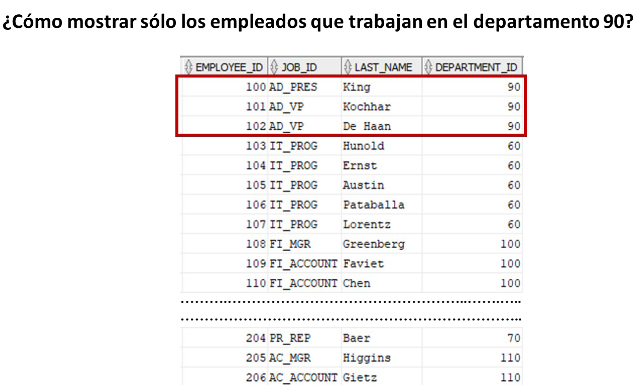 ¿Cómo mostrar sólo los empleados que trabajan en el departamento 90?
EMPLOYEE_ID JOB_ID LAST_NAME DEPARTMENT_ID
100 AD_PRES King 90
101 AD_VP Kochhar 90
102 AD_VP De Haan 90
103 IT_PROG Hunold 60
104 IT_PROG Ernst 60
105 IT_PROG Austin 60
106 IT_PROG Pataballa 60
107 IT_PROG Lorentz 60
108 FI_MGR Greenberg 100
109 FI_ACCOUNT Faviet 100
110 FI_ACCOUNT Chen 100
204 PR_REP Baer 70
205 AC_MGR Higgins 110
206 AC_ACCOUNT Gietz 110